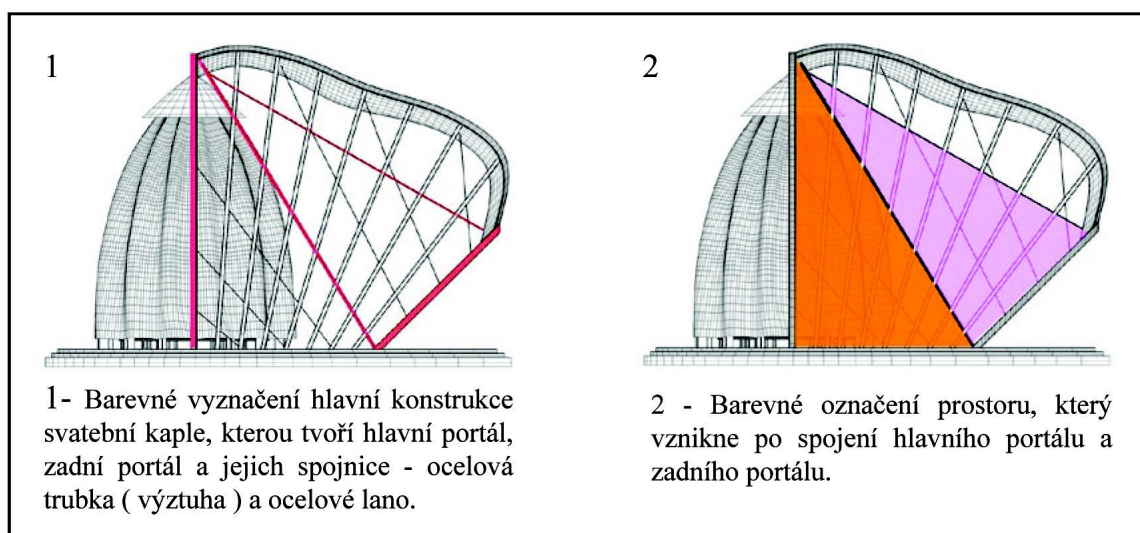 1
2
1- Barevné vyznačení hlavní konstrukce
svatební kaple, kterou tvoří hlavní portál,
zadní portál a jejich spojnice - ocelová
trubka ( výztuha ) a ocelové lano.
2 - Barevné označení prostoru, který
vznikne po spojení hlavního portálu a
zadního portálu.